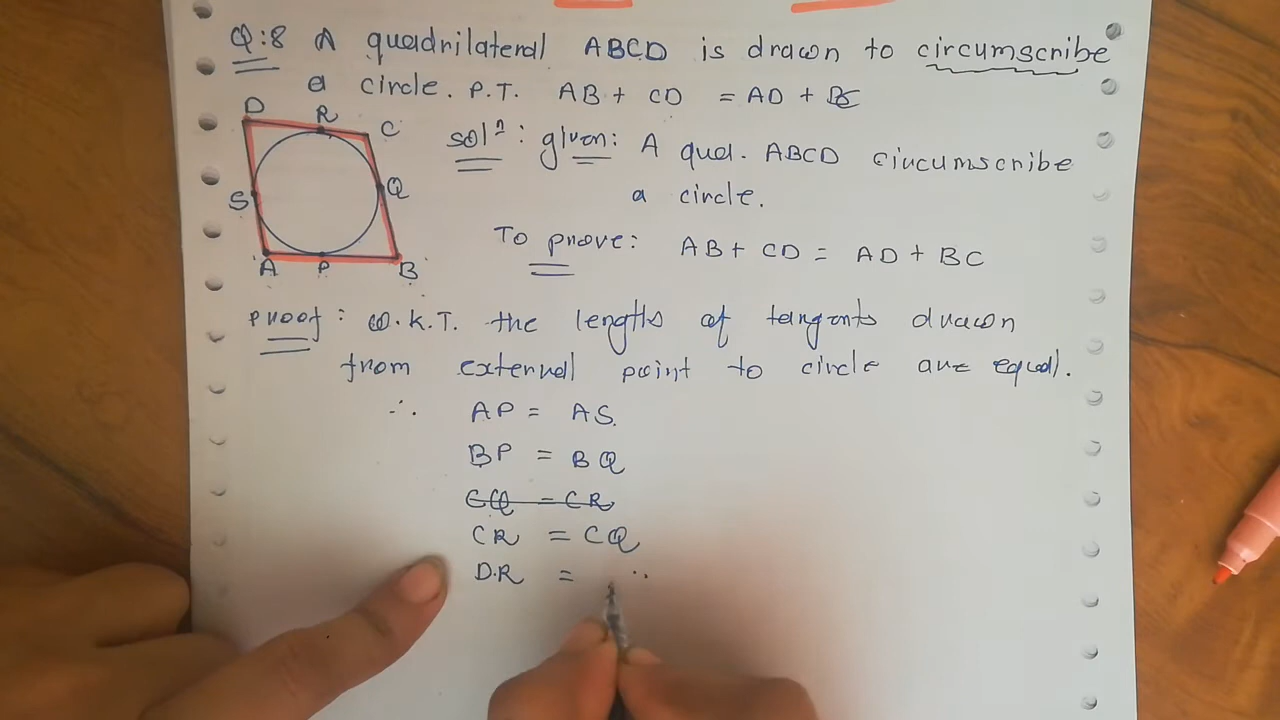 Q:8 A quadrilateral ABCD is drawn to circumscribe
a circle. P.T. AB + CD = AD + BC
D R C
S Q
A P B
solⁿ: given: A quad. ABCD circumscribe
a circle.
To prove: AB + CD = AD + BC
Proof: W.K.T. the lengths of tangents drawn
from external point to circle are equal.
∴ AP = AS.
BP = BQ
CQ = CR
CR = CQ
DR =